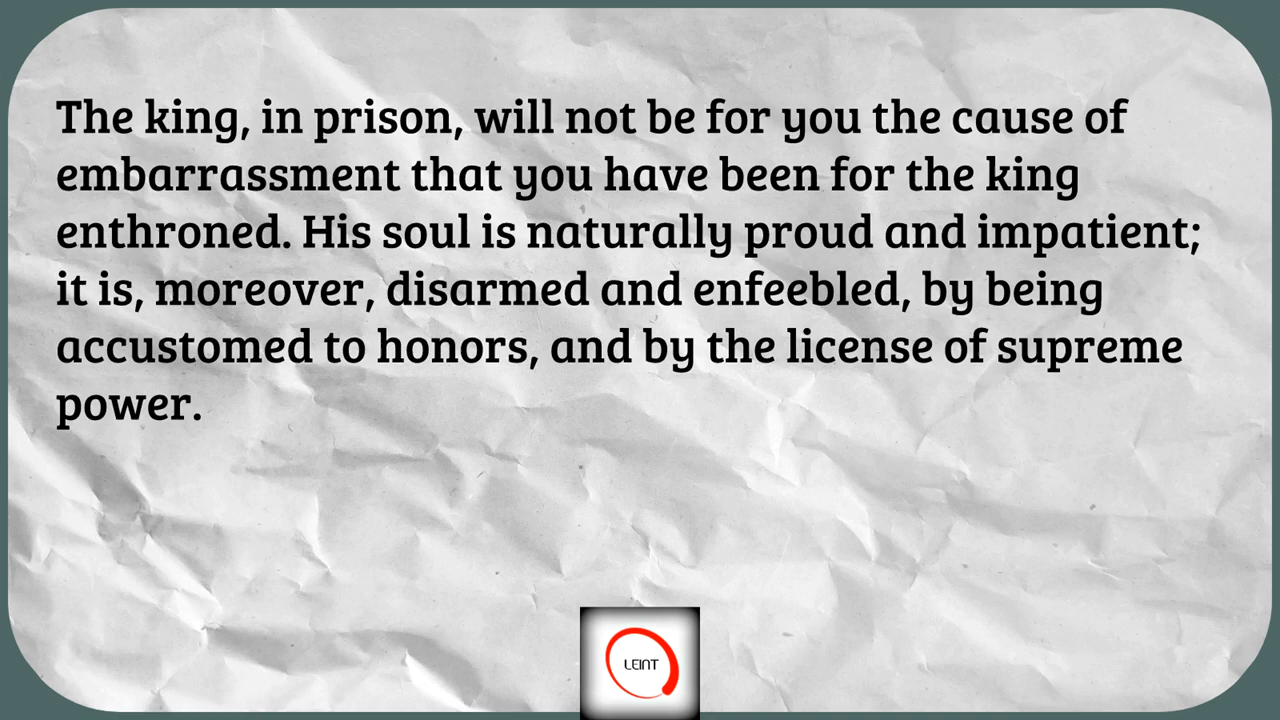 The king, in prison, will not be for you the cause of
embarrassment that you have been for the king
enthroned. His soul is naturally proud and impatient;
it is, moreover, disarmed and enfeebled, by being
accustomed to honors, and by the license of supreme
power.
LEINT